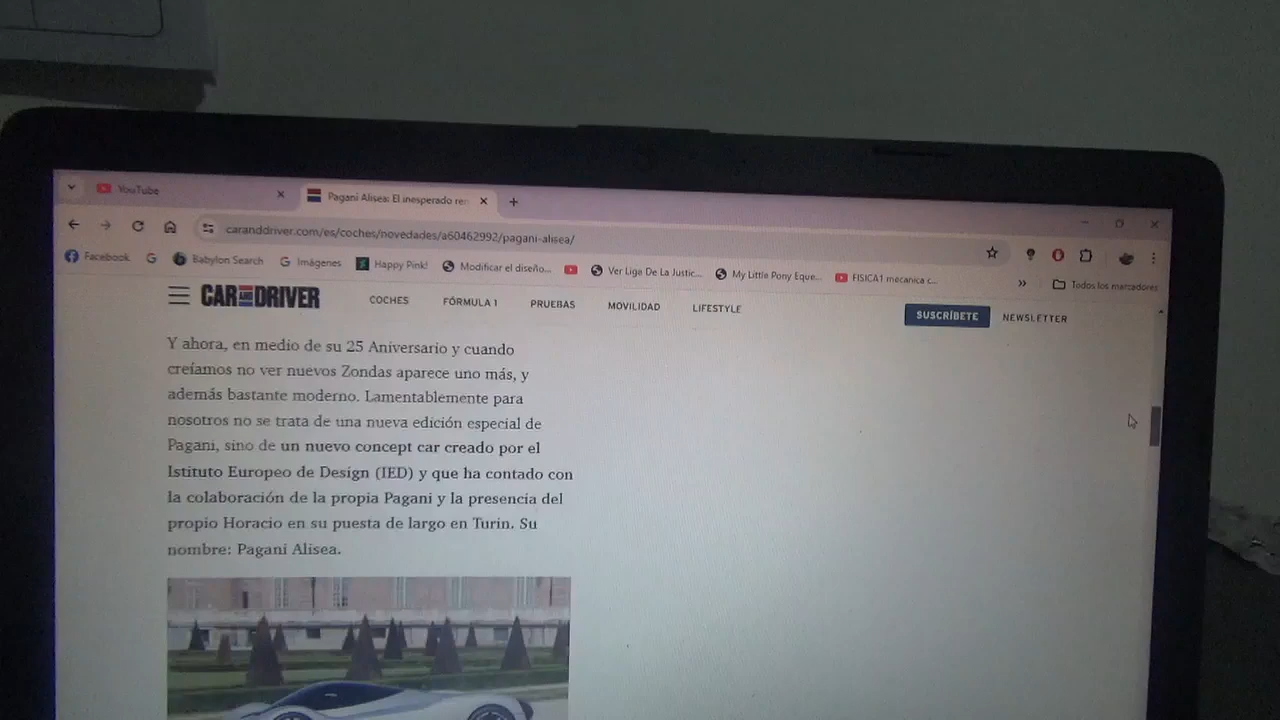 YouTube
Pagani Alisea: El inesperado re
caranddriver.com/es/coches/novedades/a60462992/pagani-alisea/
Facebook Babylon Search Imágenes Happy Pink! Modificar el diseño... Ver Liga De La Justic... My Little Pony Eque... FISICA1 mecanica c... Todos los marcadores
CAR AND DRIVER COCHES FÓRMULA 1 PRUEBAS MOVILIDAD LIFESTYLE SUSCRÍBETE NEWSLETTER
Y ahora, en medio de su 25 Aniversario y cuando
creíamos no ver nuevos Zondas aparece uno más, y
además bastante moderno. Lamentablemente para
nosotros no se trata de una nueva edición especial de
Pagani, sino de un nuevo concept car creado por el
Istituto Europeo de Design (IED) y que ha contado con
la colaboración de la propia Pagani y la presencia del
propio Horacio en su puesta de largo en Turin. Su
nombre: Pagani Alisea.